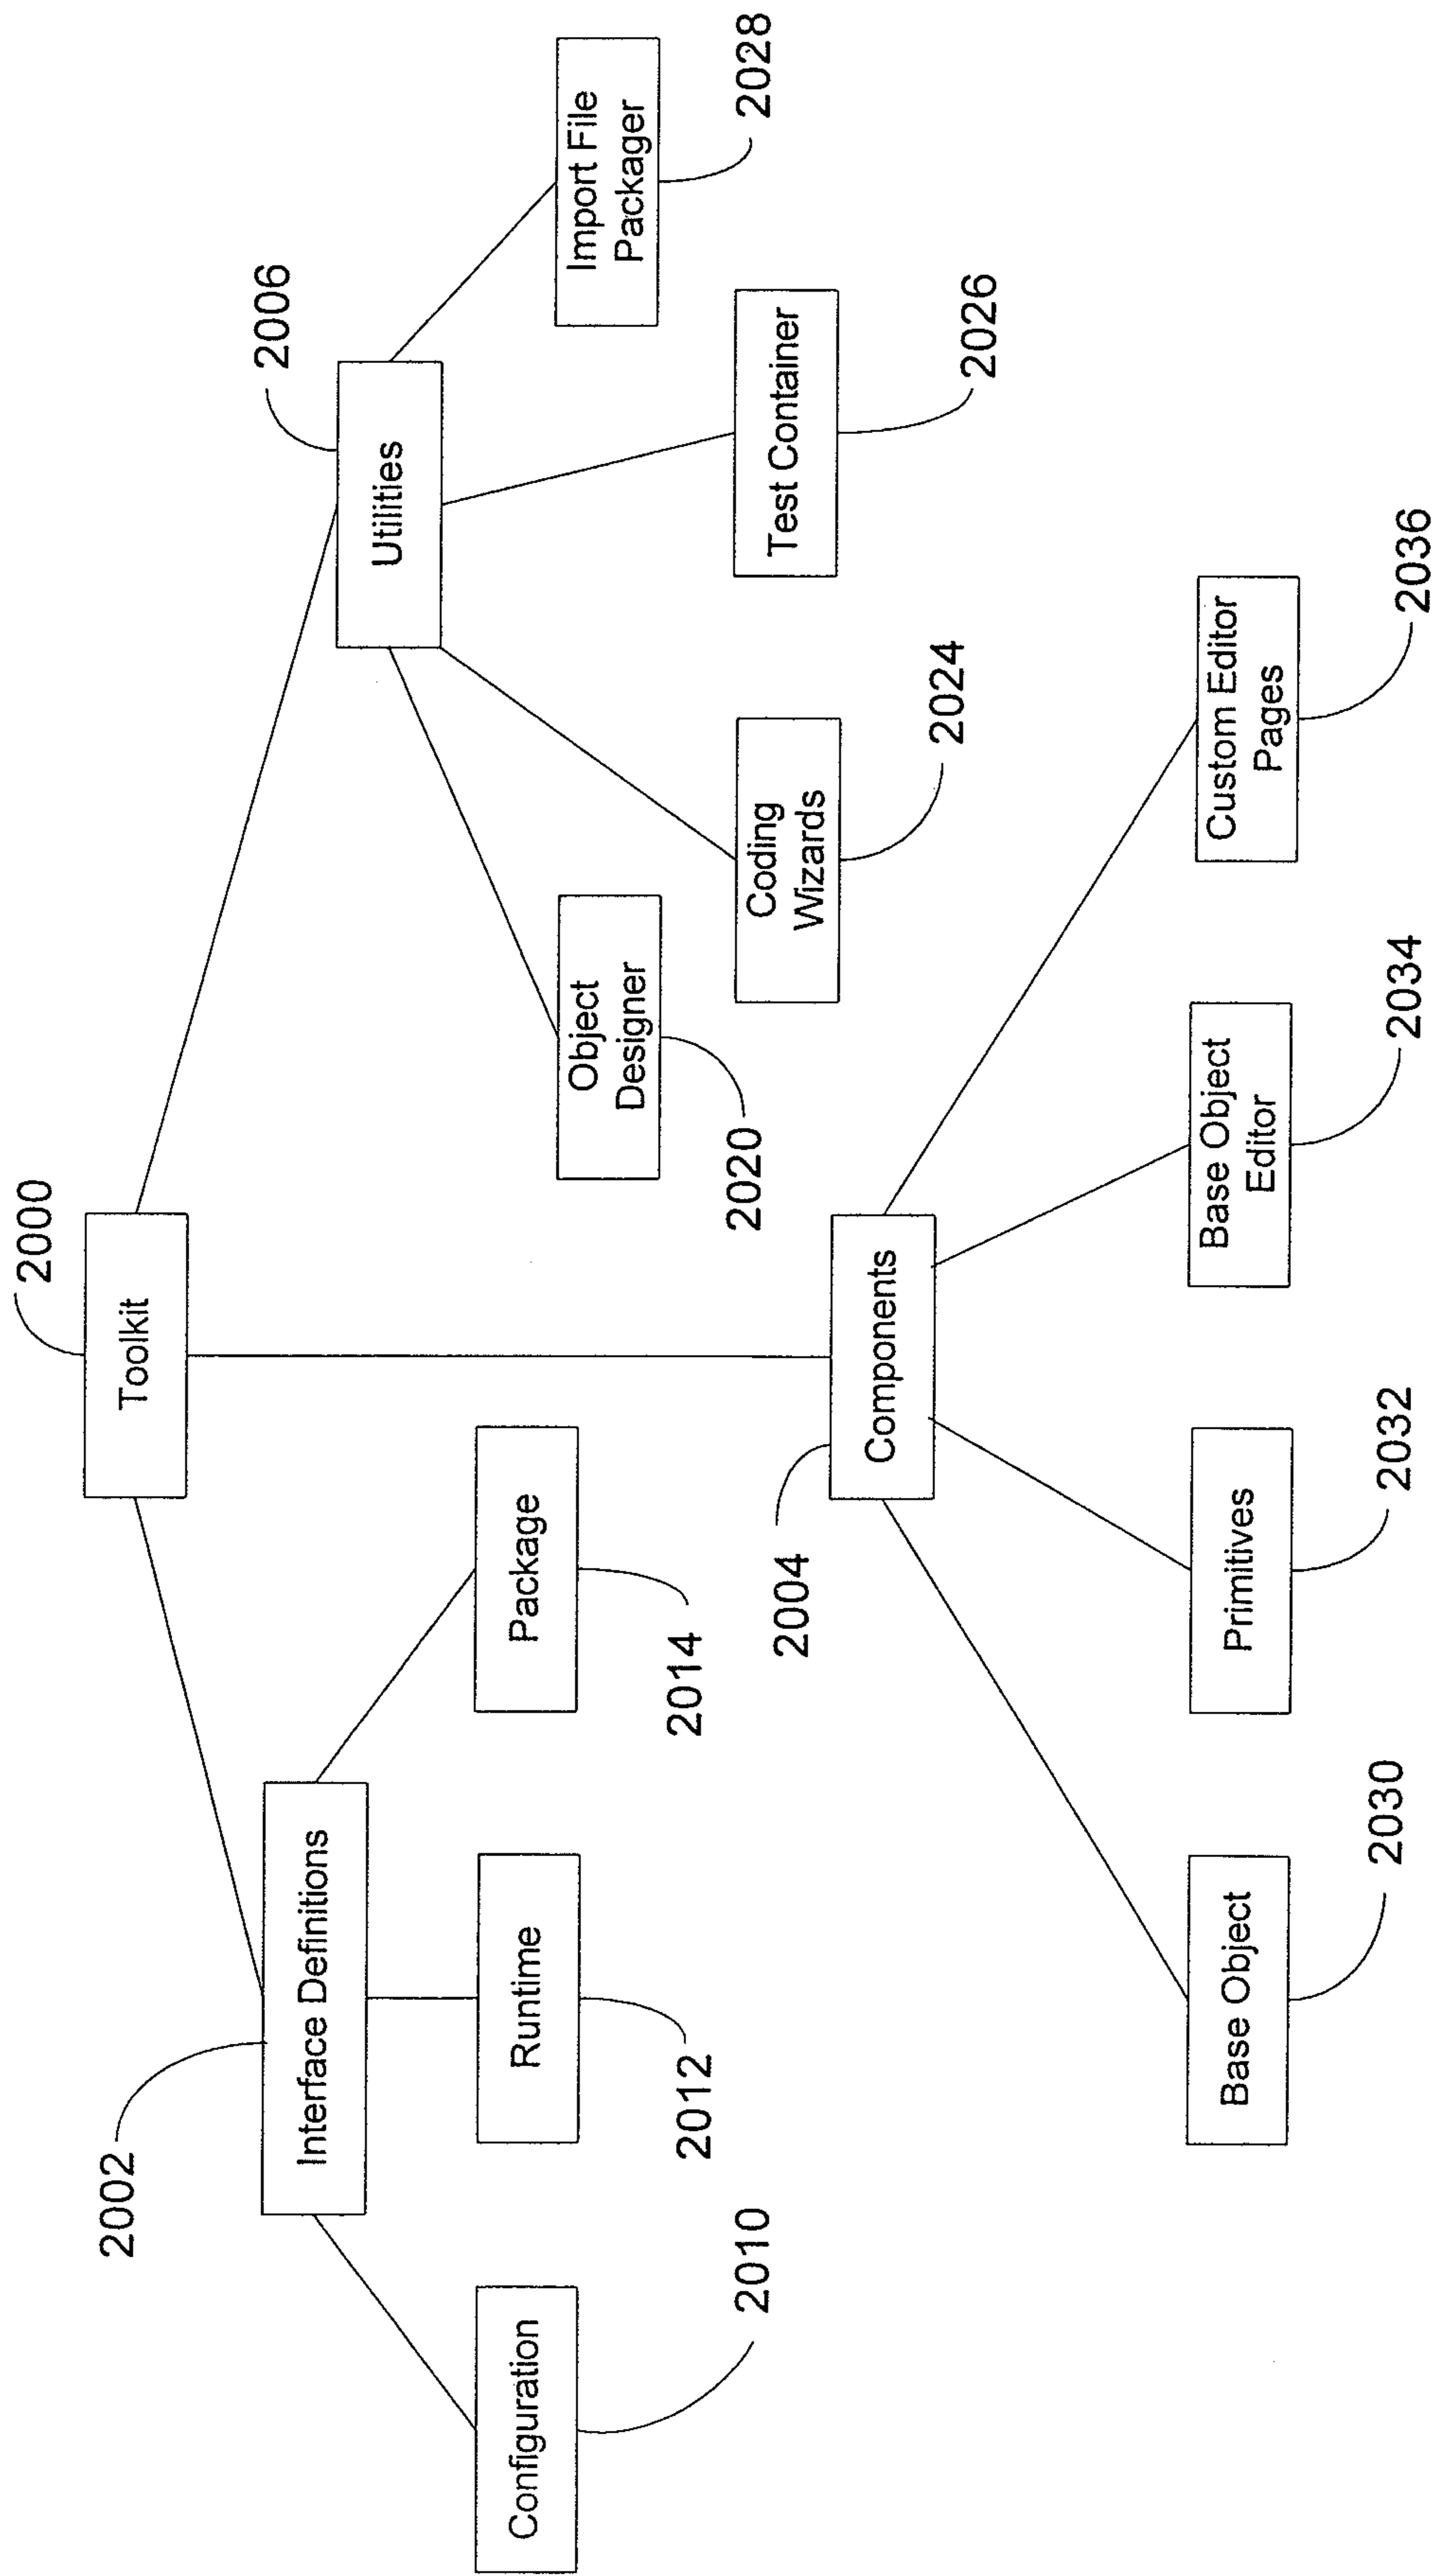 2000
Toolkit
2002
Interface Definitions
2006
Utilities
Configuration
2010
Runtime
2012
Package
2014
Object
Designer
2020
Import File
Packager
2028
Coding
Wizards
2024
Test Container
2026
2004
Components
Base Object
2030
Primitives
2032
Base Object
Editor
2034
Custom Editor
Pages
2036